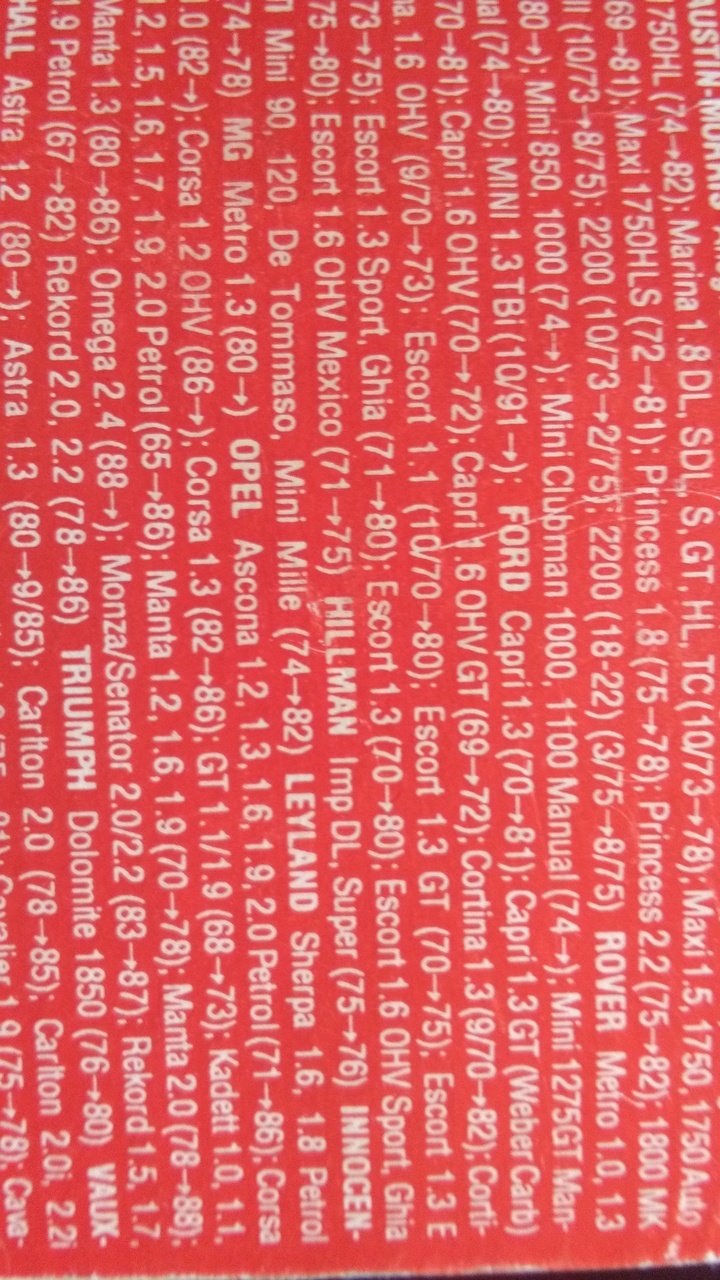 AUSTIN-MORRIS
750HL (74→82); Marina 1.8 DL, SDL, S GT, HL, TC (10/73→78); Maxi 1.5, 1750, 1750 Auto
69→81); Maxi 1750HLS (72→81); Princess 1.8 (75→78); Princess 2.2 (75→82); 1800 MK
II (10/73→8/75); 2200 (10/73→2/75); 2200 (18-22) (3/75→8/75) ROVER Metro 10, 13
80→); Mini 850, 1000 (74→); Mini Clubman 1000, 1100 Manual (74→); Mini 1275GT Man-
ual (74→80); MINI 1.3 TBi (10/91→); FORD Capri 1.3 (70→81); Capri 1.3 GT (Weber Carb)
70→81); Capri 1.6 OHV (70→72); Capri 1.6 OHV GT (69→72); Cortina 1.3 (9/70→82); Corti-
na 1.6 OHV (9/70→73); Escort 1.1 (10/70→80); Escort 1.3 GT (70→75); Escort 1.3 E
73→75); Escort 1.3 Sport, Ghia (71→80); Escort 1.3 (70→80); Escort 1.6 OHV Sport, Ghia
75→80); Escort 1.6 OHV Mexico (71→75) HILLMAN Imp DL, Super (75→76) INNOCEN-
TI Mini 90, 120, De Tommaso, Mini Mille (74→82) LEYLAND Sherpa 1.6, 1.8 Petrol
74→78) MG Metro 1.3 (80→) OPEL Ascona 1.2, 1.3, 1.6, 1.9, 2.0 Petrol (71→86); Corsa
.0 (82→); Corsa 1.2 OHV (86→); Corsa 1.3 (82→86); GT 1.1/1.9 (68→73); Kadett 1.0, 1.1,
.2, 1.5, 1.6, 1.7, 1.9, 2.0 Petrol (65→86); Manta 1.2, 1.6, 1.9 (70→78); Manta 2.0 (78→88);
Manta 1.3 (80→86); Omega 2.4 (88→); Monza/Senator 2.0/2.2 (83→87); Rekord 1.5, 1.7,
1.9 Petrol (67→82) Rekord 2.0, 2.2 (78→86) TRIUMPH Dolomite 1850 (76→80) VAUX-
HALL Astra 1.2 (80→); Astra 1.3 (80→9/85); Carlton 2.0 (78→85); Carlton 2.0i, 2.2i
Cavalier 1.9 (75→78); Cava-